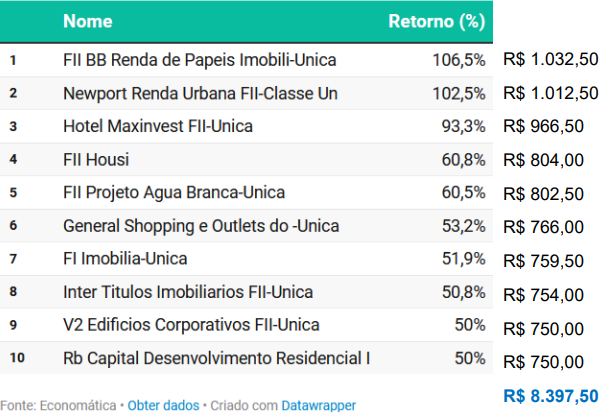 Nome Retorno (%)
1 FII BB Renda de Papeis Imobili-Unica 106,5% R$ 1.032,50
2 Newport Renda Urbana FII-Classe Un 102,5% R$ 1.012,50
3 Hotel Maxinvest FII-Unica 93,3% R$ 966,50
4 FII Housi 60,8% R$ 804,00
5 FII Projeto Agua Branca-Unica 60,5% R$ 802,50
6 General Shopping e Outlets do -Unica 53,2% R$ 766,00
7 FI Imobilia-Unica 51,9% R$ 759,50
8 Inter Titulos Imobiliarios FII-Unica 50,8% R$ 754,00
9 V2 Edificios Corporativos FII-Unica 50% R$ 750,00
10 Rb Capital Desenvolvimento Residencial I 50% R$ 750,00
R$ 8.397,50
Fonte: Economática • Obter dados • Criado com Datawrapper